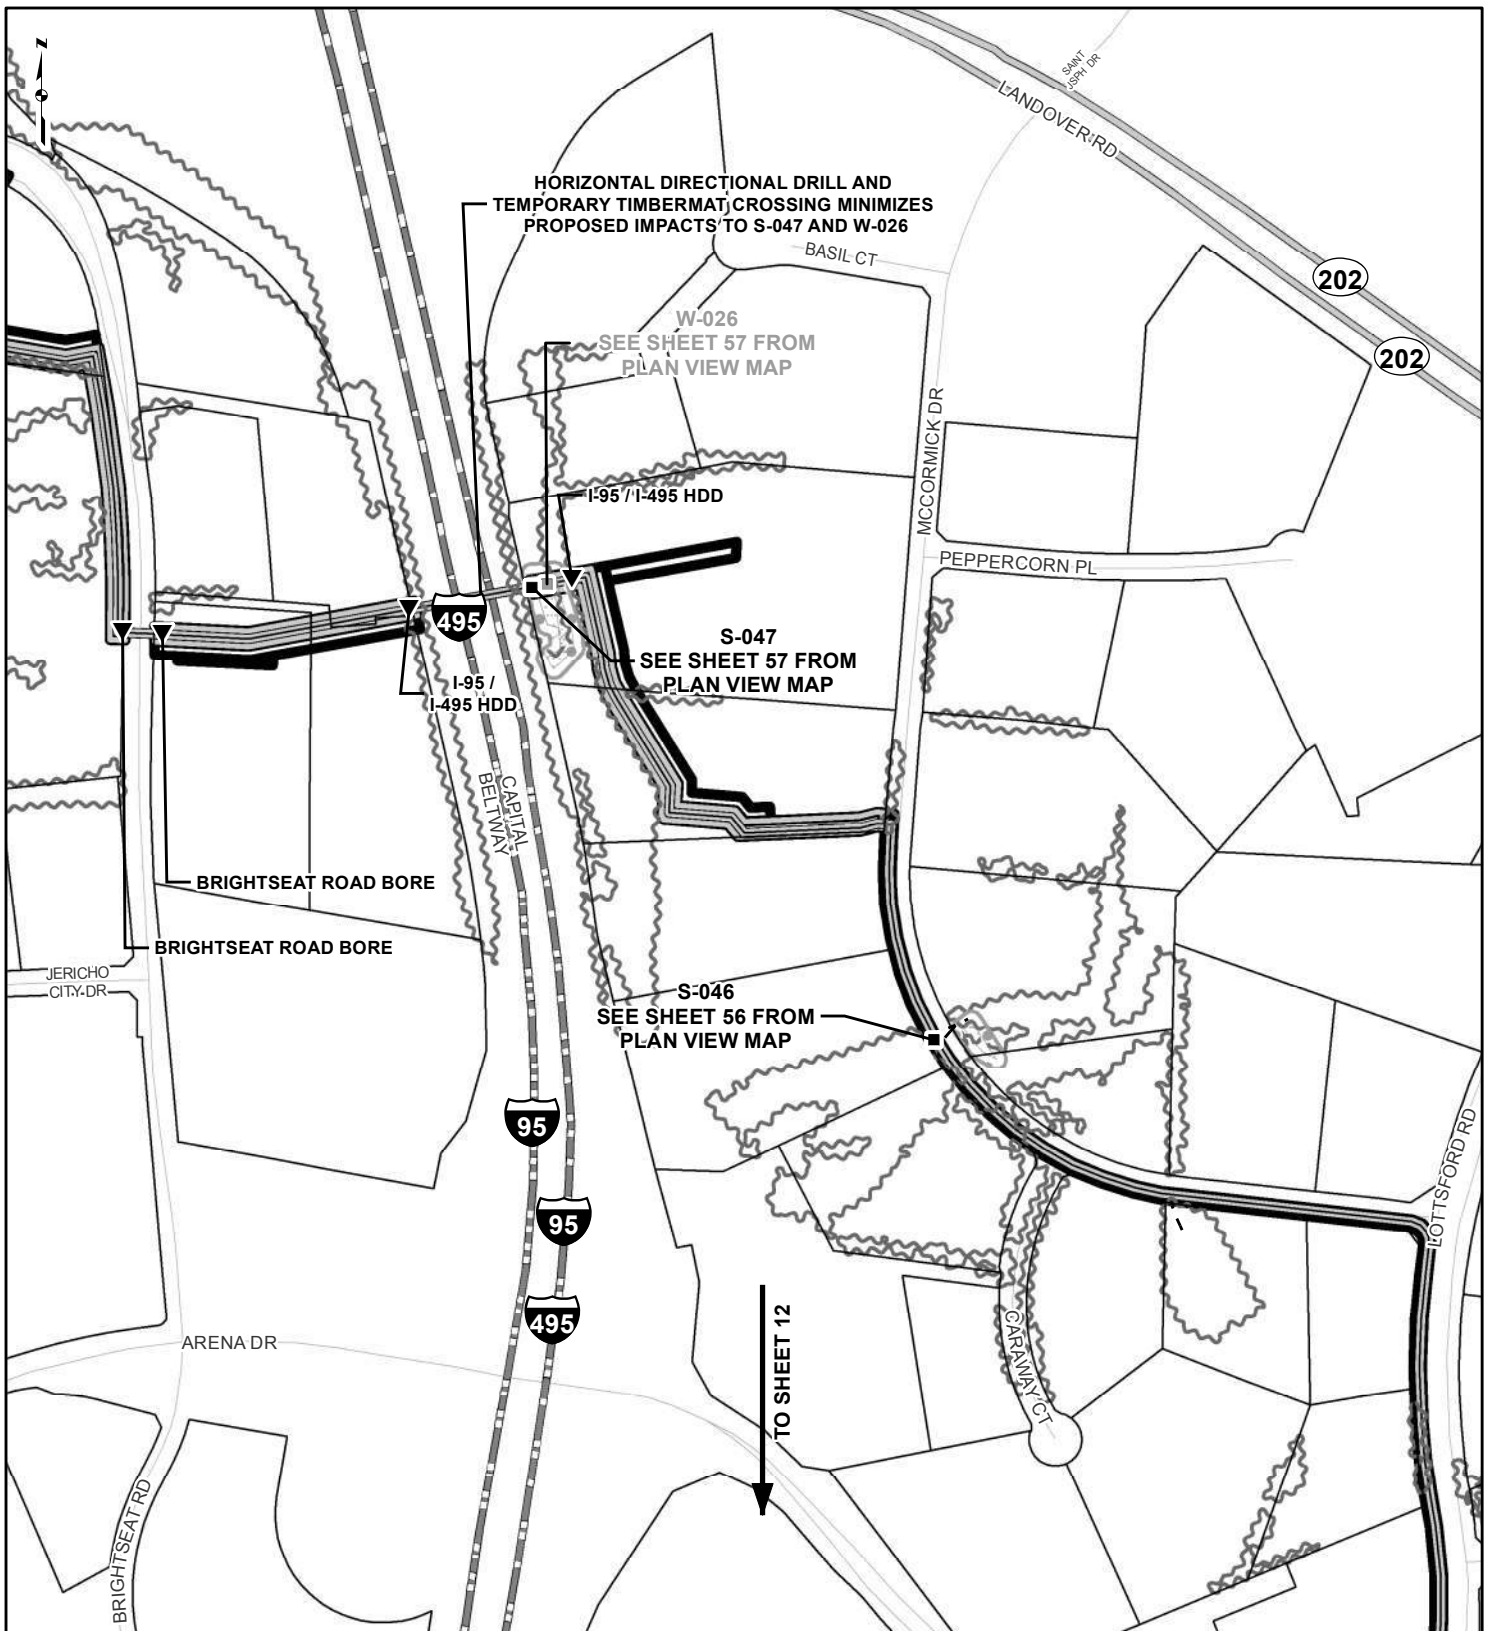 N
SAINT
JSPH DR
LANDOVER RD
HORIZONTAL DIRECTIONAL DRILL AND
TEMPORARY TIMBERMAT CROSSING MINIMIZES
PROPOSED IMPACTS TO S-047 AND W-026
BASIL CT
202
202
W-026
SEE SHEET 57 FROM
PLAN VIEW MAP
MCCORMICK DR
I-95 / I-495 HDD
PEPPERCORN PL
495
S-047
SEE SHEET 57 FROM
PLAN VIEW MAP
I-95 /
I-495 HDD
CAPITAL
BELTWAY
BRIGHTSEAT ROAD BORE
BRIGHTSEAT ROAD BORE
JERICHO
CITY DR
S-046
SEE SHEET 56 FROM
PLAN VIEW MAP
95
95
495
LOTTSFORD RD
ARENA DR
TO SHEET 12
CARAWAY CT
BRIGHTSEAT RD